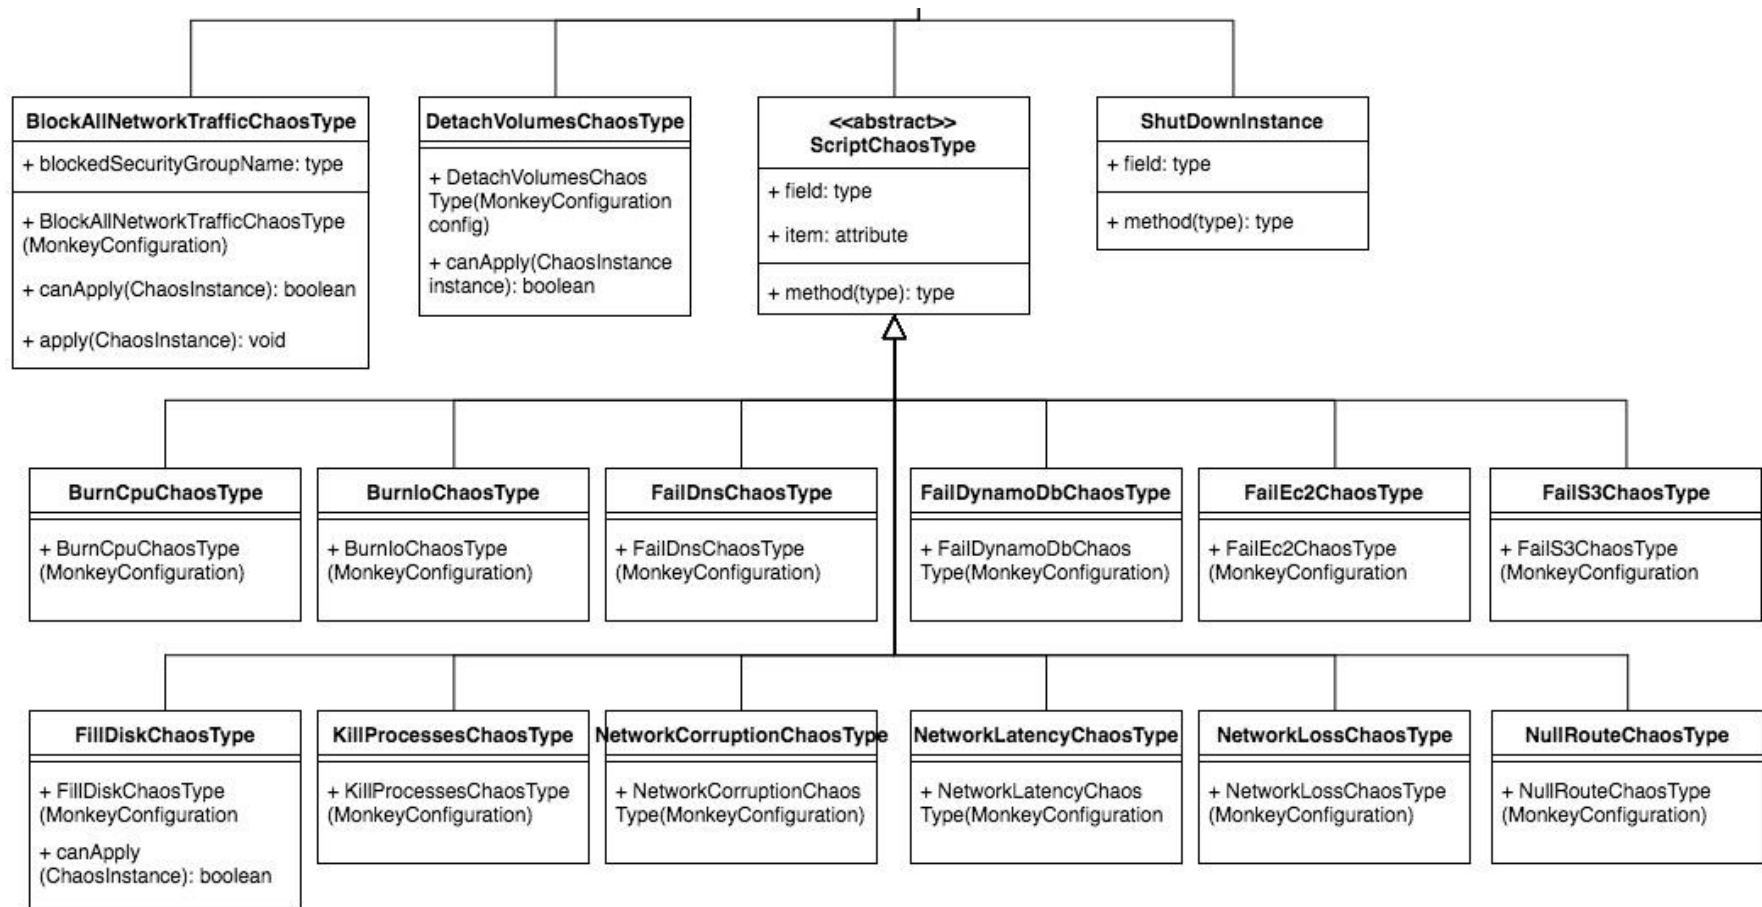 BlockAllNetworkTrafficChaosType
+ blockedSecurityGroupName: type
+ BlockAllNetworkTrafficChaosType
(MonkeyConfiguration)
+ canApply(ChaosInstance): boolean
+ apply(ChaosInstance): void
DetachVolumesChaosType
+ DetachVolumesChaos
Type(MonkeyConfiguration
config)
+ canApply(ChaosInstance
instance): boolean
<<abstract>>
ScriptChaosType
+ field: type
+ item: attribute
+ method(type): type
ShutDownInstance
+ field: type
+ method(type): type
BurnCpuChaosType
+ BurnCpuChaosType
(MonkeyConfiguration)
BurnIoChaosType
+ BurnIoChaosType
(MonkeyConfiguration)
FailDnsChaosType
+ FailDnsChaosType
(MonkeyConfiguration)
FailDynamoDbChaosType
+ FailDynamoDbChaos
Type(MonkeyConfiguration)
FailEc2ChaosType
+ FailEc2ChaosType
(MonkeyConfiguration
FailS3ChaosType
+ FailS3ChaosType
(MonkeyConfiguration
FillDiskChaosType
+ FillDiskChaosType
(MonkeyConfiguration
+ canApply
(ChaosInstance): boolean
KillProcessesChaosType
+ KillProcessesChaosType
(MonkeyConfiguration)
NetworkCorruptionChaosType
+ NetworkCorruptionChaos
Type(MonkeyConfiguration)
NetworkLatencyChaosType
+ NetworkLatencyChaos
Type(MonkeyConfiguration
NetworkLossChaosType
+ NetworkLossChaosType
(MonkeyConfiguration)
NullRouteChaosType
+ NullRouteChaosType
(MonkeyConfiguration)